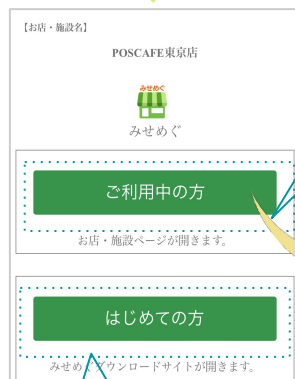 【お店・施設名】
POSCAFE東京店
みせめぐ
みせめぐ
ご利用中の方
お店・施設ページが開きます。
はじめての方
みせめぐダウンロードサイトが開きます。